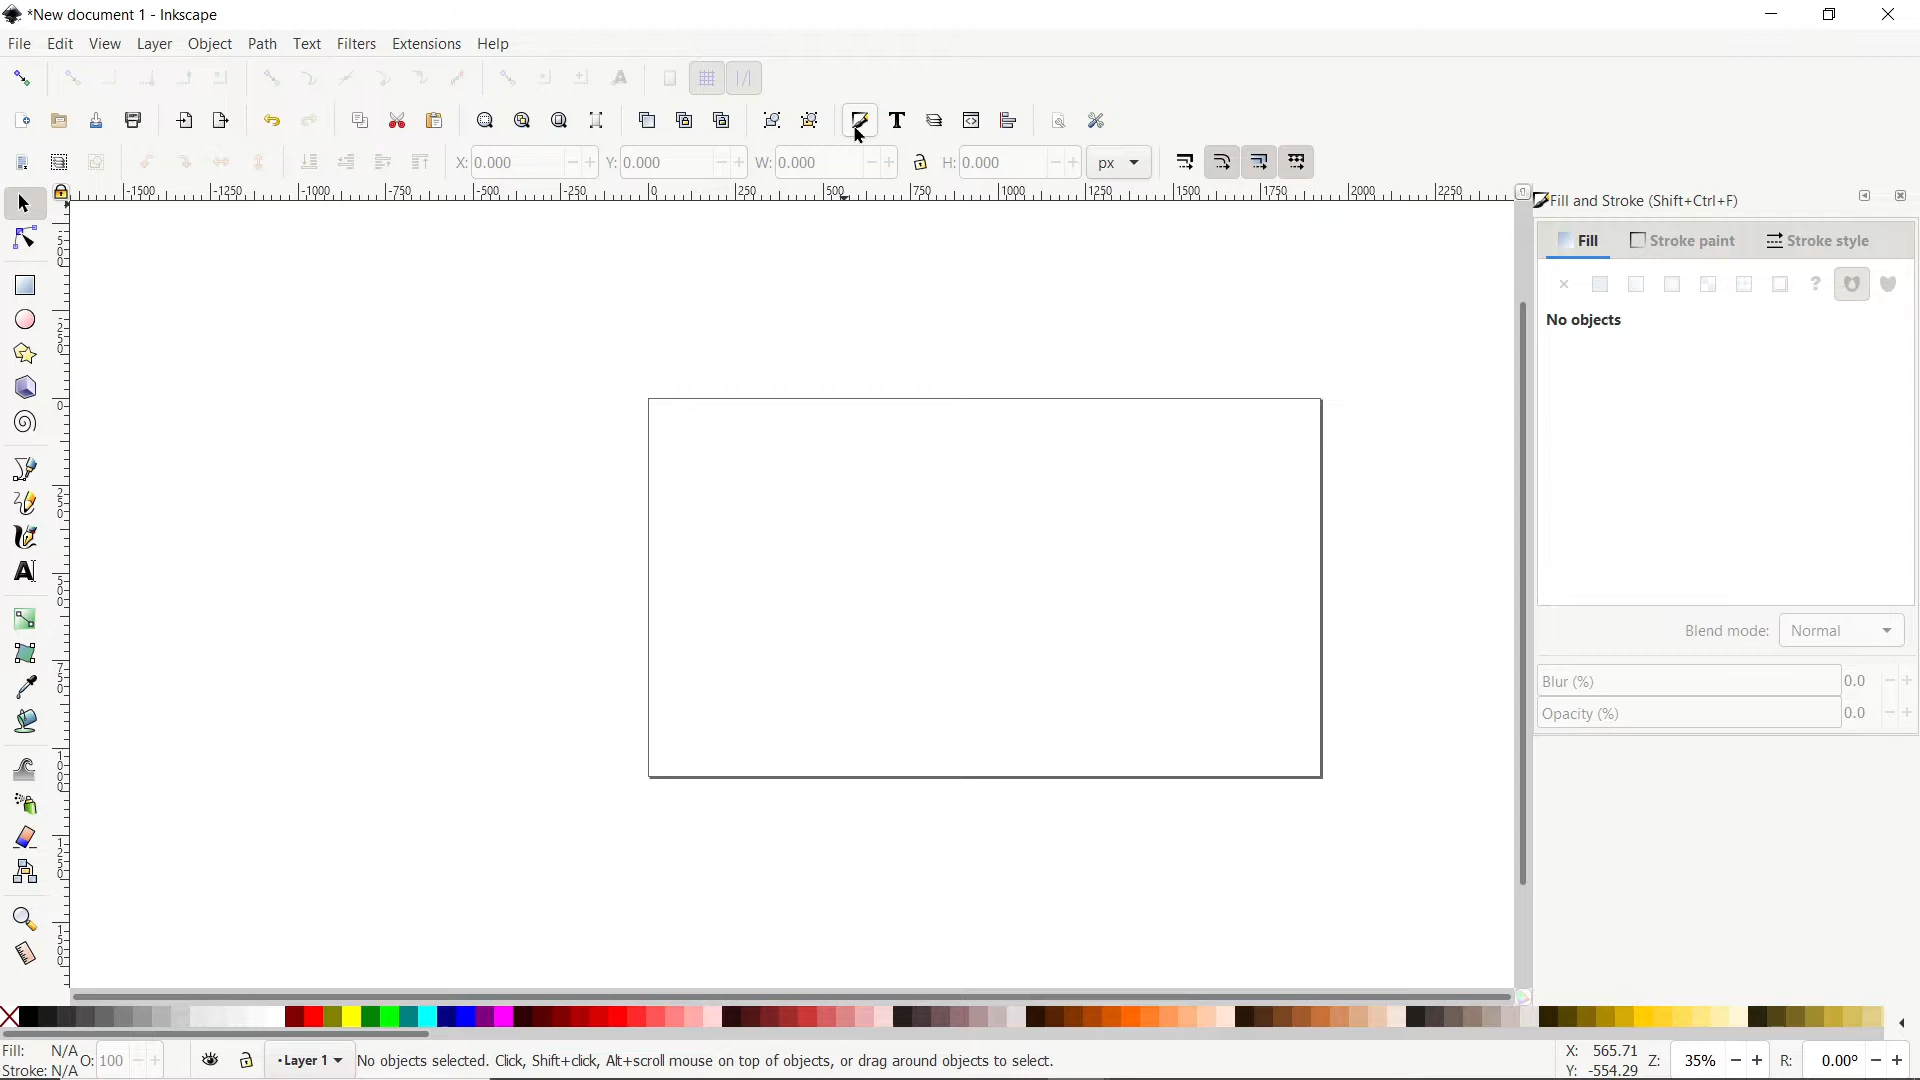 *New document 1 - Inkscape
File Edit View Layer Object Path Text Filters Extensions Help
X: 0.000 Y: 0.000 W: 0.000 H: 0.000 px
-1500 -1250 -1000 -750 -500 -250 0 250 500 750 1000 1250 1500 1750 2000 2250
Fill and Stroke (Shift+Ctrl+F)
Fill Stroke paint Stroke style
No objects
Blend mode: Normal
Blur (%) 0.0
Opacity (%) 0.0
Fill: N/A
Stroke: N/A
O: 100
Layer 1
No objects selected. Click, Shift+click, Alt+scroll mouse on top of objects, or drag around objects to select.
X: 565.71
Y: -554.29
Z: 35%
R: 0.00°